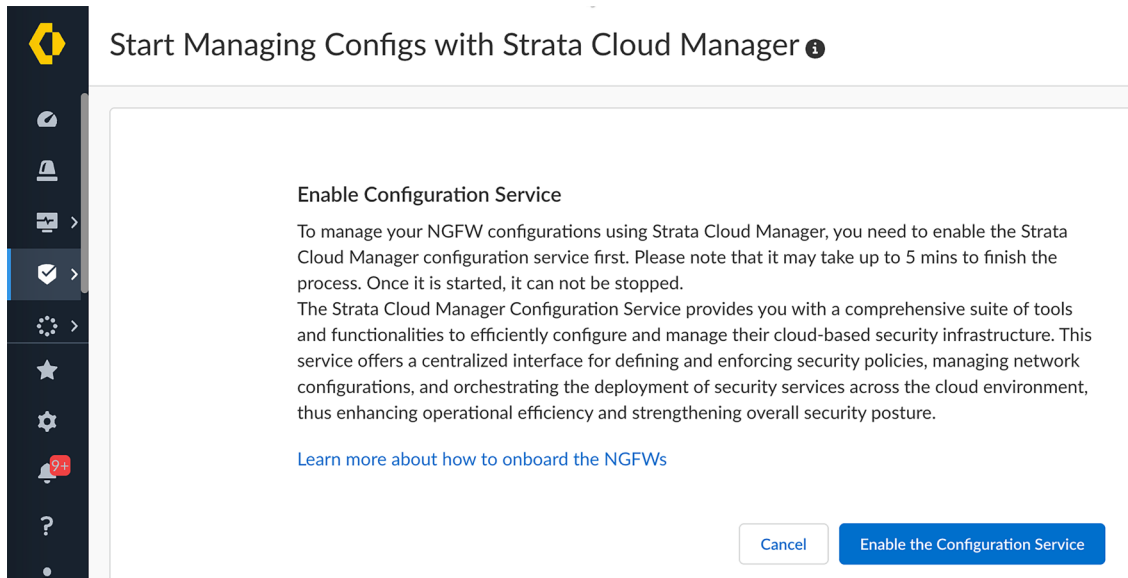 Start Managing Configs with Strata Cloud Manager
Enable Configuration Service
To manage your NGFW configurations using Strata Cloud Manager, you need to enable the Strata
Cloud Manager configuration service first. Please note that it may take up to 5 mins to finish the
process. Once it is started, it can not be stopped.
The Strata Cloud Manager Configuration Service provides you with a comprehensive suite of tools
and functionalities to efficiently configure and manage their cloud-based security infrastructure. This
service offers a centralized interface for defining and enforcing security policies, managing network
configurations, and orchestrating the deployment of security services across the cloud environment,
thus enhancing operational efficiency and strengthening overall security posture.
Learn more about how to onboard the NGFWs
9+
?
Cancel
Enable the Configuration Service